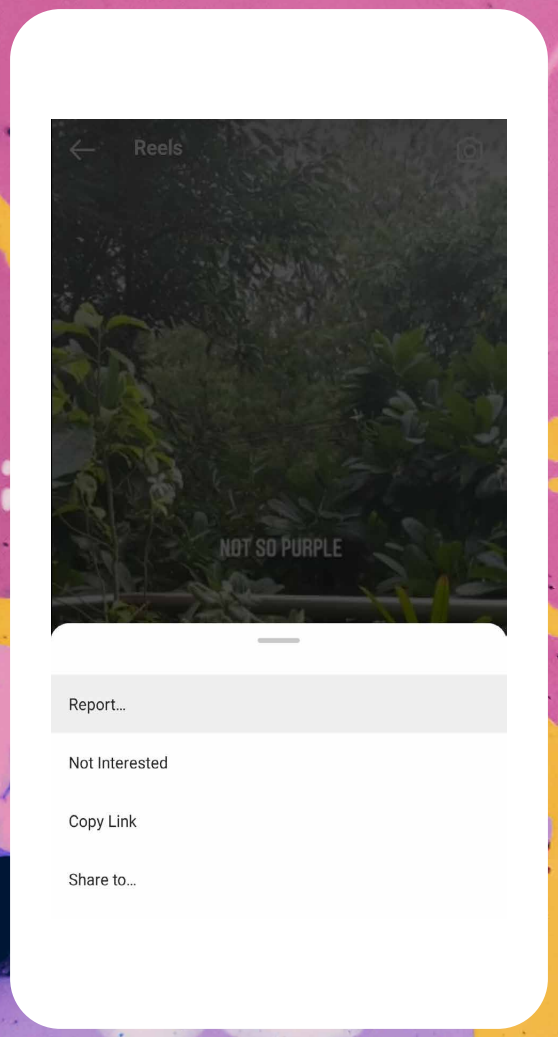 Reels
NOT SO PURPLE
Report...
Not Interested
Copy Link
Share to...